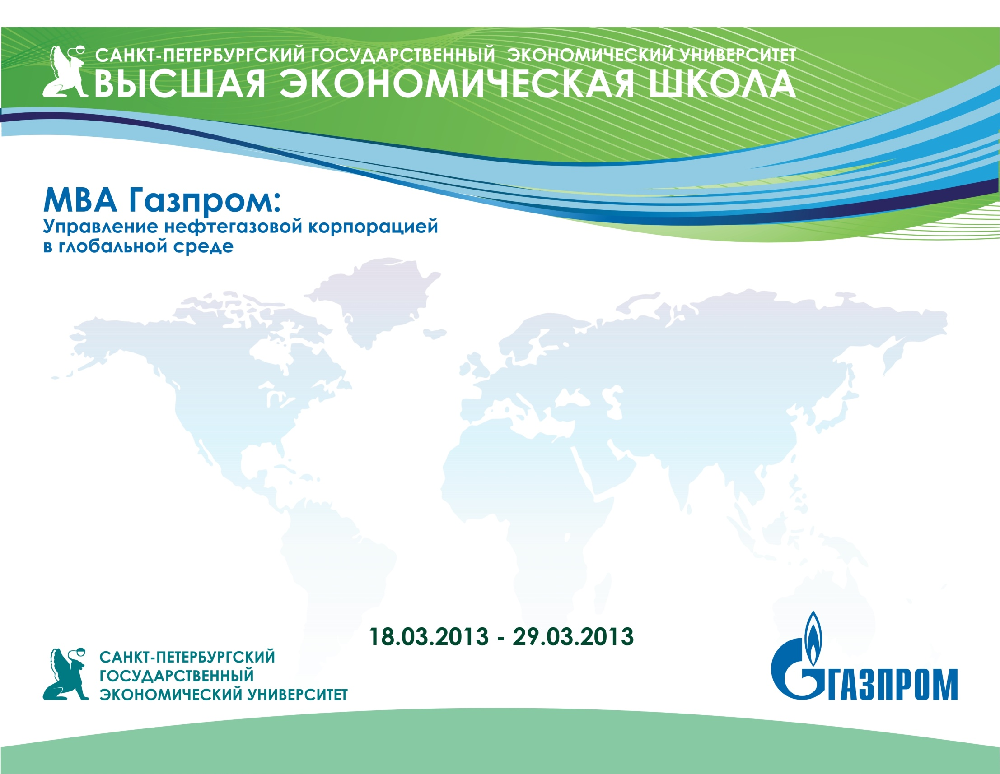 САНКТ-ПЕТЕРБУРГСКИЙ ГОСУДАРСТВЕННЫЙ ЭКОНОМИЧЕСКИЙ УНИВЕРСИТЕТ
ВЫСШАЯ ЭКОНОМИЧЕСКАЯ ШКОЛА
МВА Газпром:
Управление нефтегазовой корпорацией
в глобальной среде
18.03.2013 - 29.03.2013
САНКТ-ПЕТЕРБУРГСКИЙ
ГОСУДАРСТВЕННЫЙ
ЭКОНОМИЧЕСКИЙ УНИВЕРСИТЕТ
ГАЗПРОМ